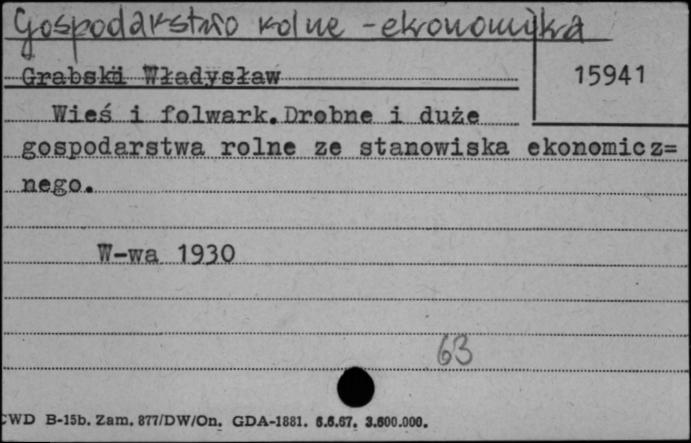 Gospodarstwo rolne - ekonomika
Grabski Władysław
15941
Wieś i folwark. Drobne i duże
gospodarstwa rolne ze stanowiska ekonomicz=
nego.
W-wa 1930
63
CWD B-15b. Zam. 877/DW/On. GDA-1881. 6.6.67. 3.600.000.